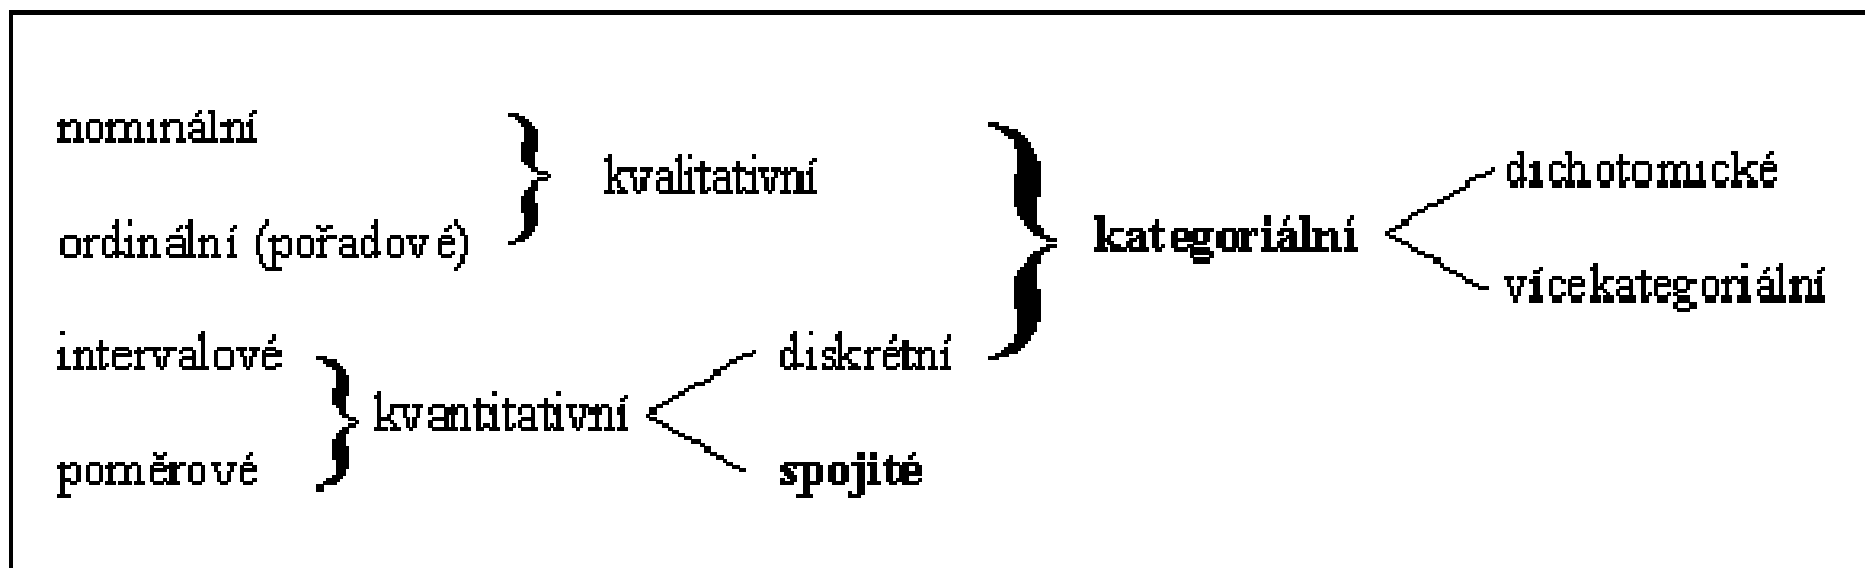 nominální
kvalitativní
dichotomické
ordinální (pořadové)
kategoriální
vícekategoriální
intervalové
diskrétní
kvantitativní
poměrové
spojité